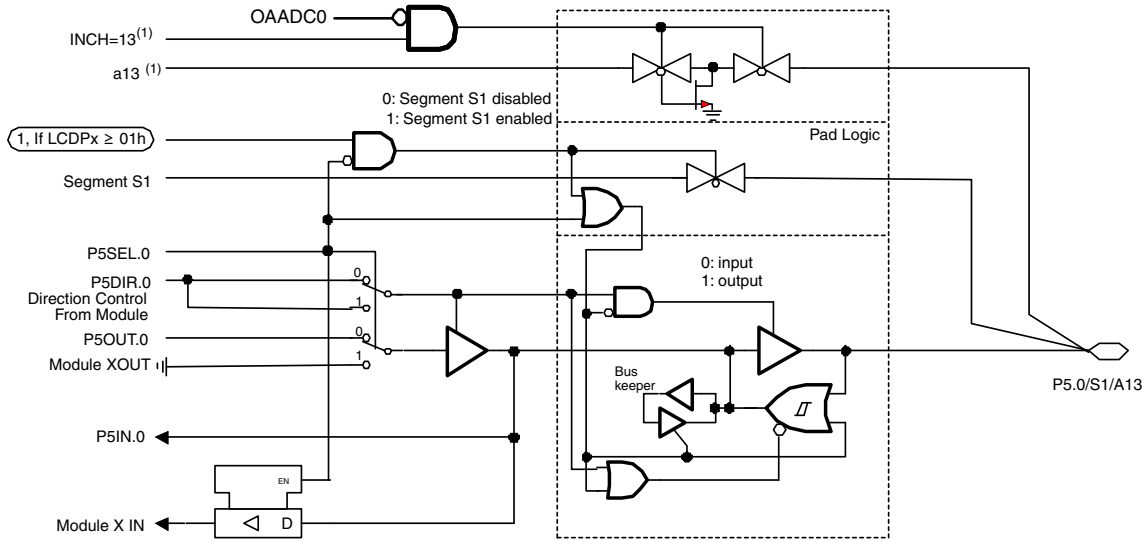 OAADC0
INCH=13(1)
a13 (1)
0: Segment S1 disabled
1: Segment S1 enabled
Pad Logic
1, If LCDPx ≥ 01h
Segment S1
P5SEL.0
0: input
1: output
P5DIR.0
0
Direction Control
From Module
1
P5OUT.0
0
Module XOUT
1
Bus
keeper
P5.0/S1/A13
P5IN.0
EN
Module X IN
D